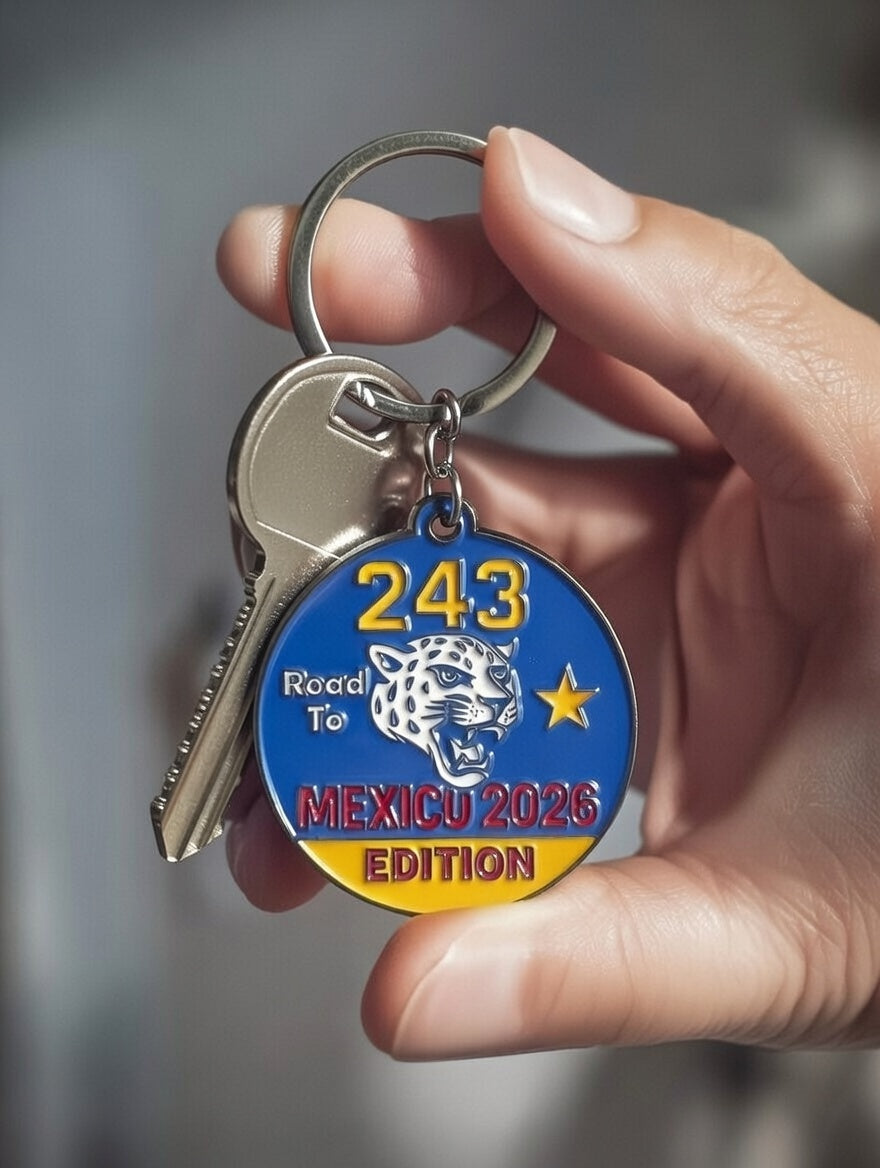 243
Road
To
MEXICU 2026
EDITION